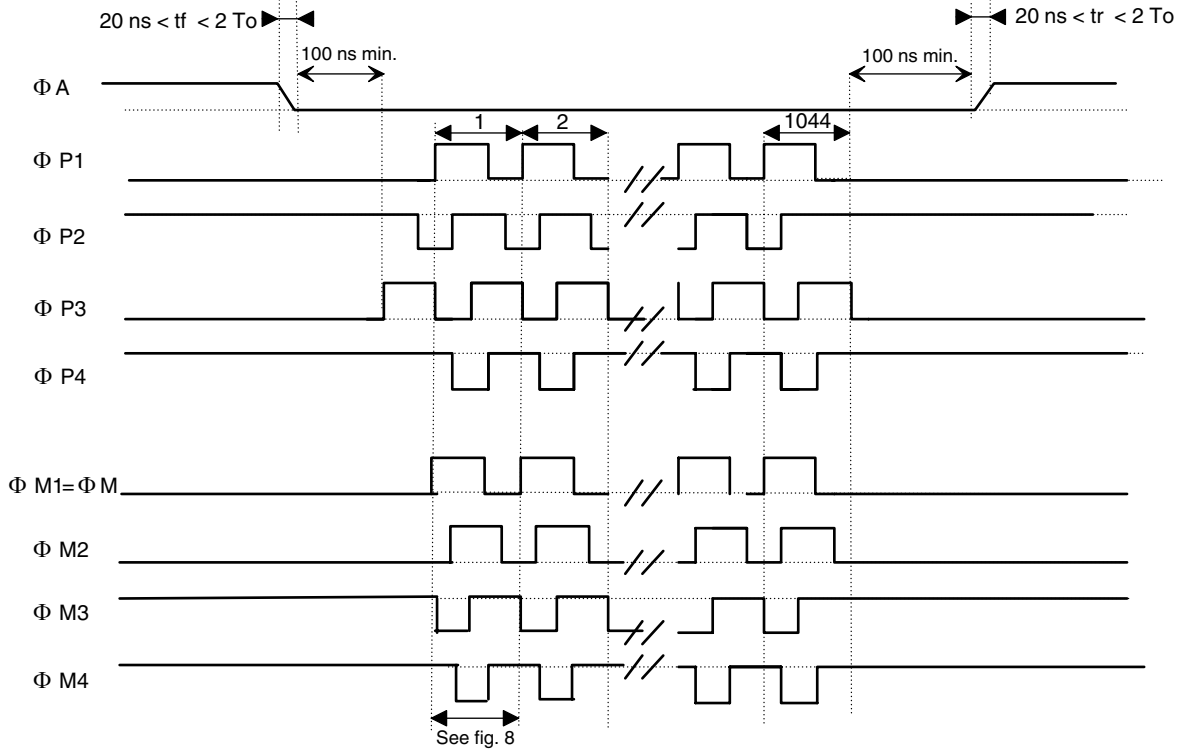 20 ns < tf < 2 To
20 ns < tr < 2 To
100 ns min.
100 ns min.
Φ A
1
2
1044
Φ P1
Φ P2
Φ P3
Φ P4
Φ M1=Φ M
Φ M2
Φ M3
Φ M4
See fig. 8